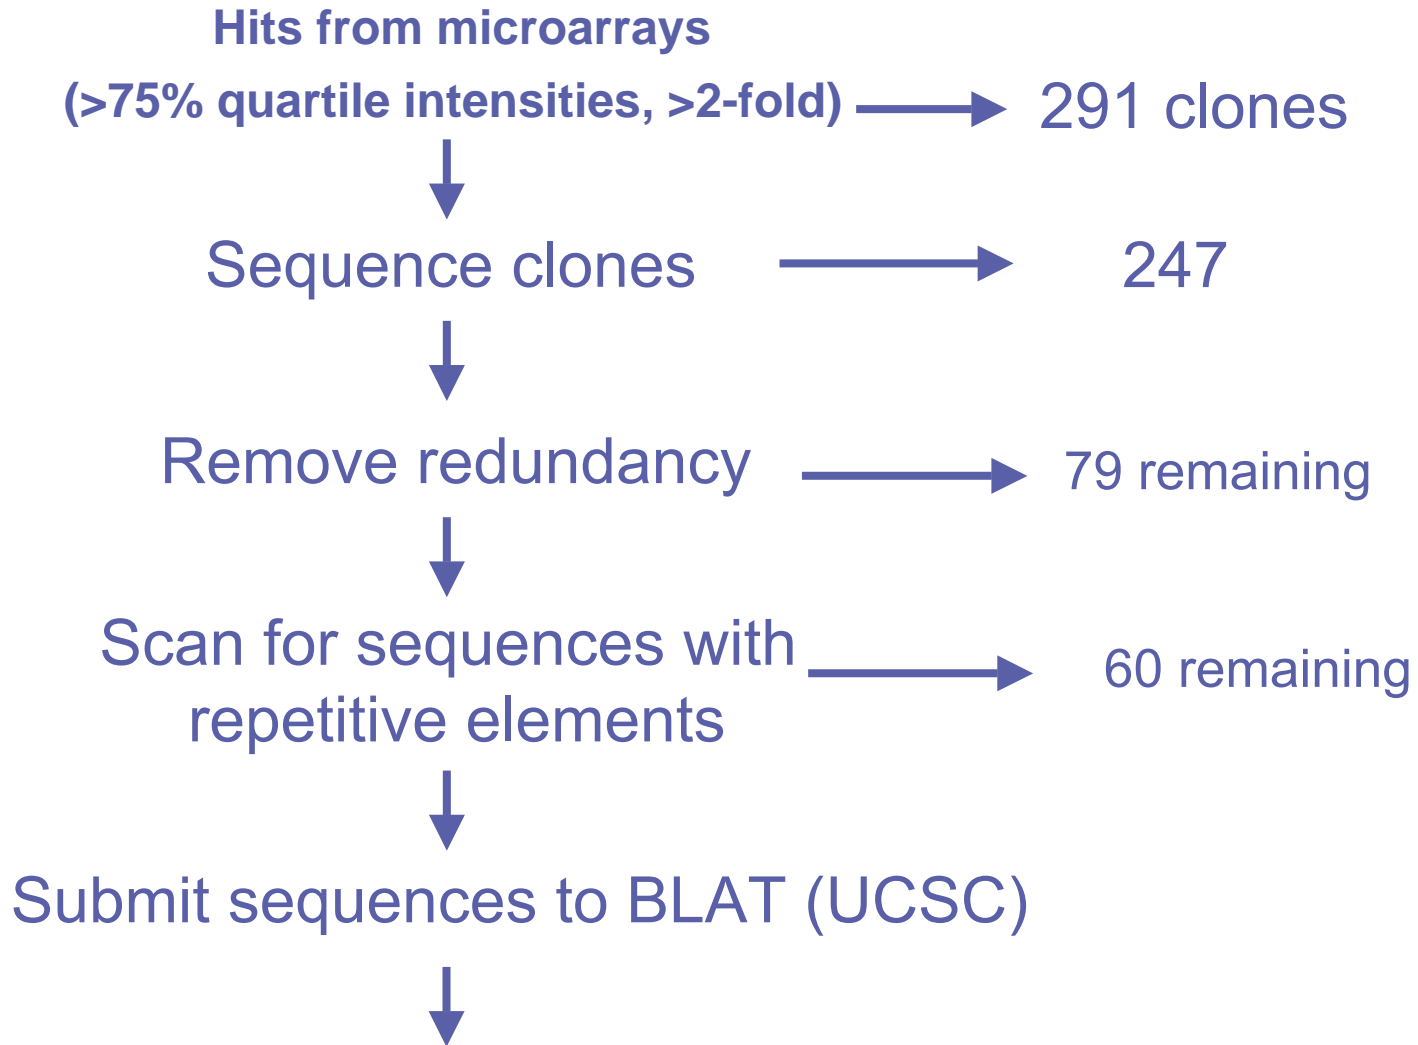 Hits from microarrays
(>75% quartile intensities, >2-fold)
291 clones
Sequence clones
247
Remove redundancy
79 remaining
Scan for sequences with
repetitive elements
60 remaining
Submit sequences to BLAT (UCSC)